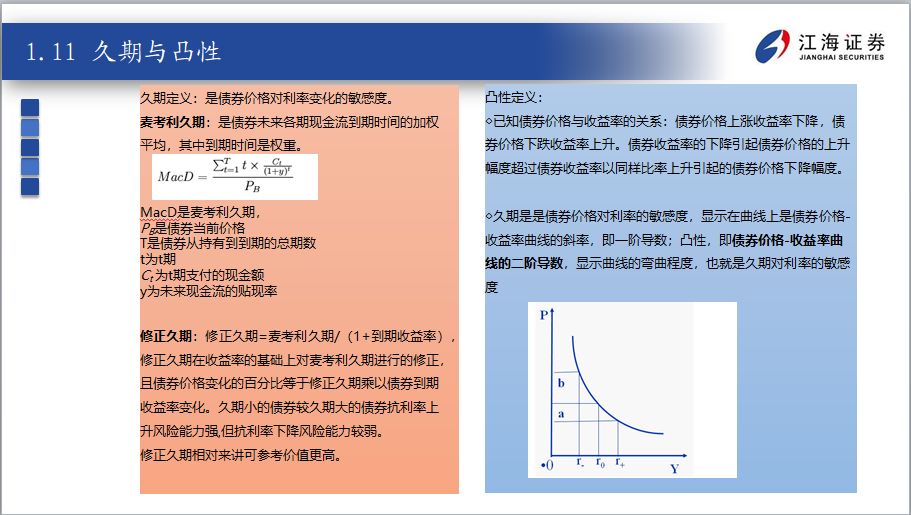 1.11 久期与凸性
江海证券
JIANGHAI SECURITIES
久期定义：是债券价格对利率变化的敏感度。
麦考利久期：是债券未来各期现金流到期时间的加权
平均，其中到期时间是权重。
MacD = \frac{\sum_{t=1}^{T} t \times \frac{C_t}{(1+y)^t}}{P_B}
MacD是麦考利久期，
P_B是债券当前价格
T是债券从持有到到期的总期数
t为t期
C_t 为t期支付的现金额
y为未来现金流的贴现率
修正久期：修正久期=麦考利久期/（1+到期收益率），
修正久期在收益率的基础上对麦考利久期进行的修正，
且债券价格变化的百分比等于修正久期乘以债券到期
收益率变化。久期小的债券较久期大的债券抗利率上
升风险能力强,但抗利率下降风险能力较弱。
修正久期相对来讲可参考价值更高。
凸性定义：
◇已知债券价格与收益率的关系：债券价格上涨收益率下降，债
券价格下跌收益率上升。债券收益率的下降引起债券价格的上升
幅度超过债券收益率以同样比率上升引起的债券价格下降幅度。
◇久期是是债券价格对利率的敏感度，显示在曲线上是债券价格-
收益率曲线的斜率，即一阶导数；凸性，即债券价格-收益率曲
线的二阶导数，显示曲线的弯曲程度，也就是久期对利率的敏感
度
P
b
a
0 r- r0 r+ Y